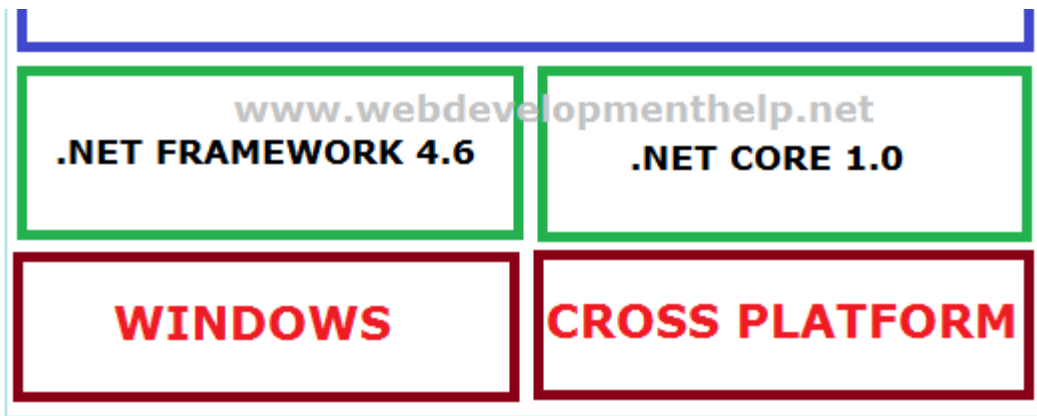 www.webdevelopmenthelp.net
.NET FRAMEWORK 4.6
.NET CORE 1.0
WINDOWS
CROSS PLATFORM